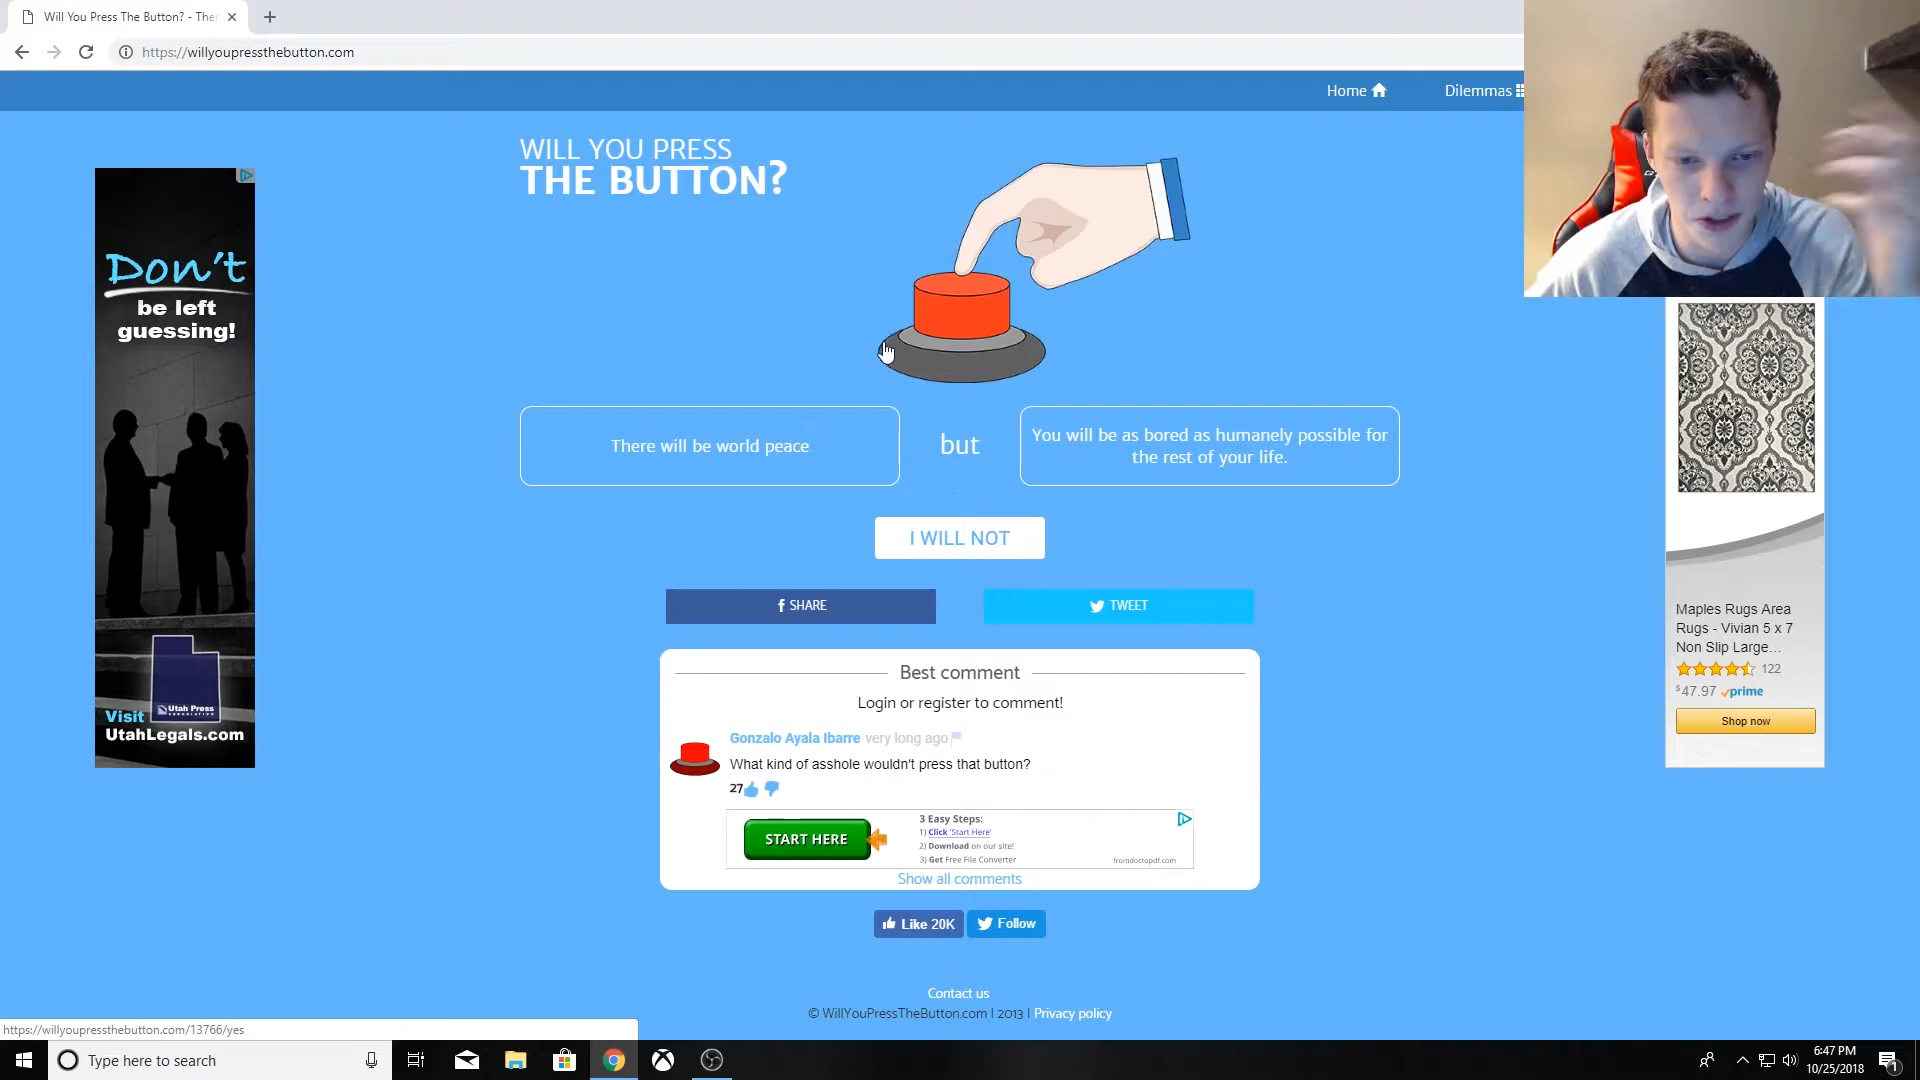 Will You Press The Button? - The
https://willyoupressthebutton.com
Home
Dilemmas
WILL YOU PRESS
THE BUTTON?
Don't
be left
guessing!
Utah Press
Visit
UtahLegals.com
There will be world peace
but
You will be as bored as humanely possible for
the rest of your life.
I WILL NOT
SHARE
TWEET
Best comment
Login or register to comment!
Gonzalo Ayala Ibarre very long ago
What kind of asshole wouldn't press that button?
27
START HERE
3 Easy Steps:
1) Click 'Start Here'
2) Download on our site!
3) Get Free File Converter
fromdoctopdf.com
Show all comments
Like 20K
Follow
Maples Rugs Area
Rugs - Vivian 5 x 7
Non Slip Large...
122
$47.97 prime
Shop now
Contact us
© WillYouPressTheButton.com | 2013 | Privacy policy
https://willyoupressthebutton.com/13766/yes
Type here to search
6:47 PM
10/25/2018
1